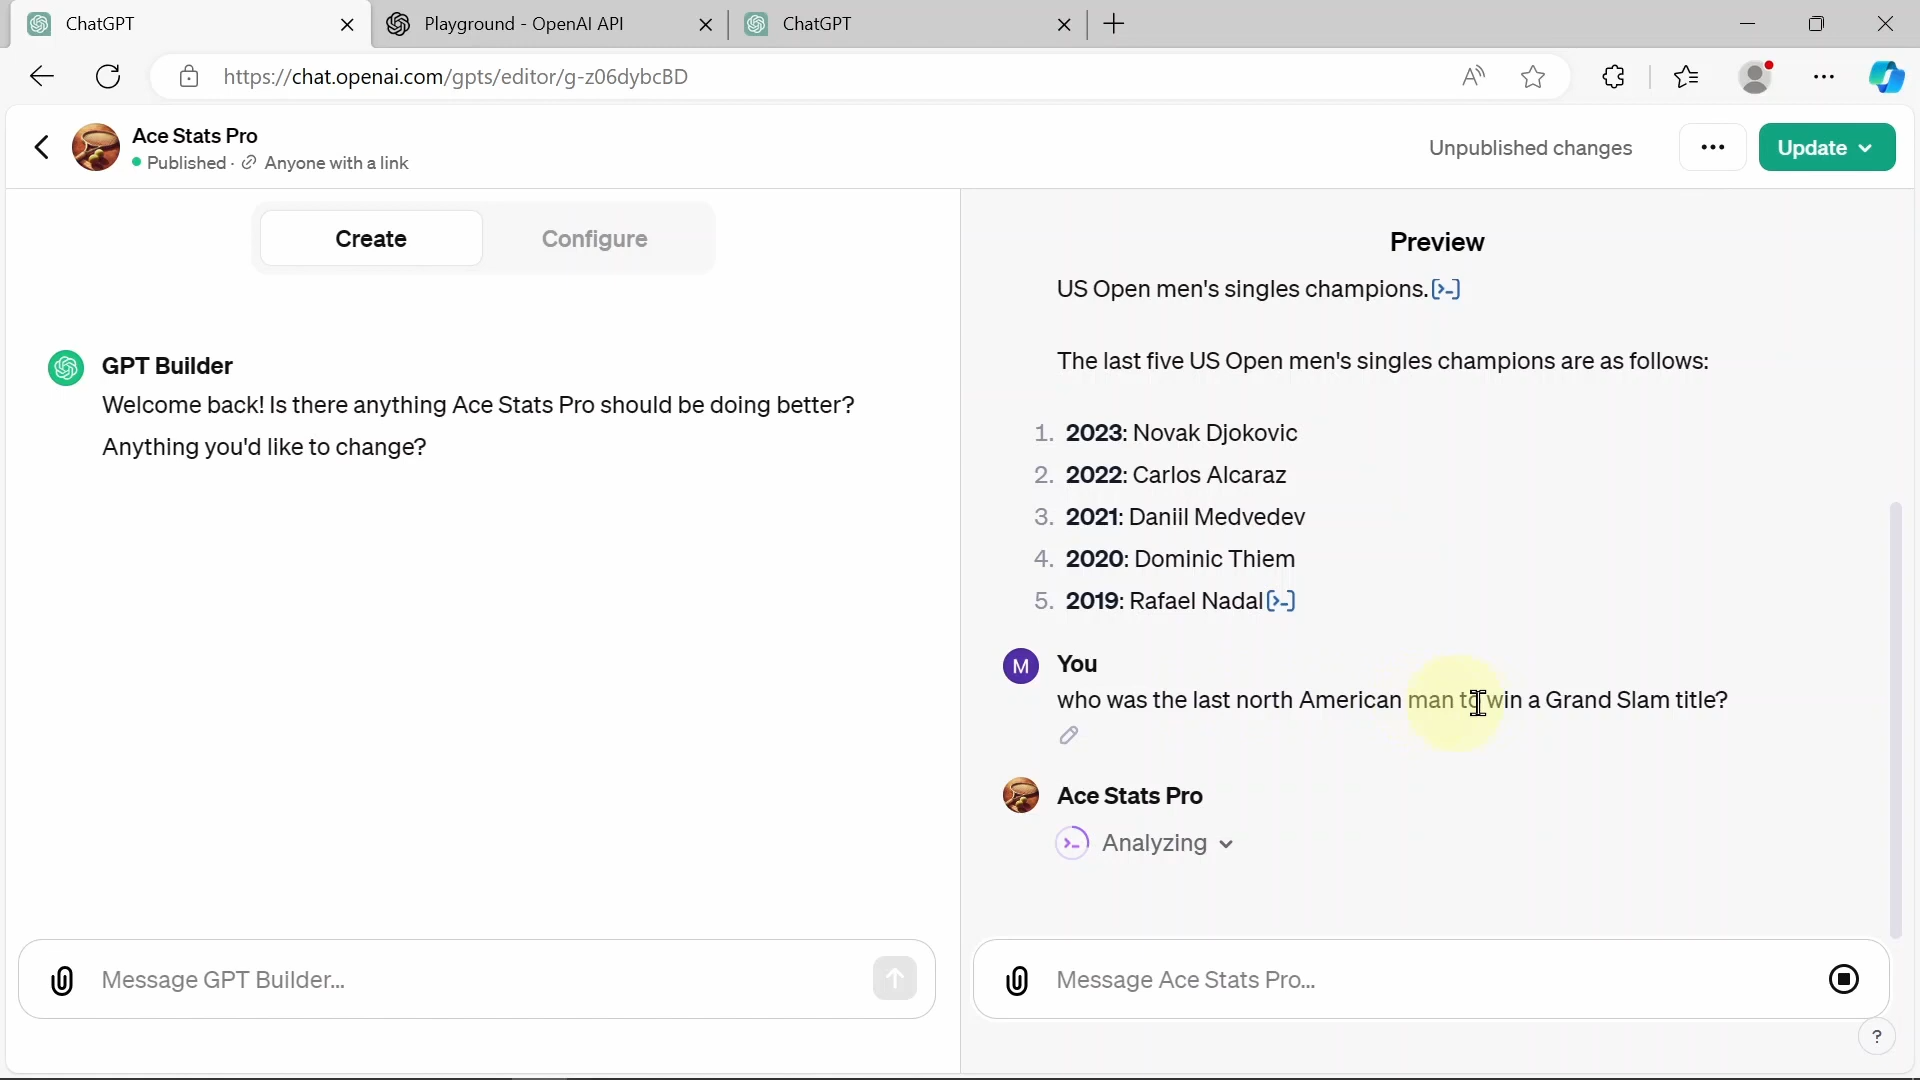 ChatGPT
Playground - OpenAI API
ChatGPT
https://chat.openai.com/gpts/editor/g-z06dybcBD
Ace Stats Pro
Published · Anyone with a link
Unpublished changes
Update
Create
Configure
GPT Builder
Welcome back! Is there anything Ace Stats Pro should be doing better?
Anything you'd like to change?
Message GPT Builder...
Preview
US Open men's singles champions.[>-]
The last five US Open men's singles champions are as follows:
1. 2023: Novak Djokovic
2. 2022: Carlos Alcaraz
3. 2021: Daniil Medvedev
4. 2020: Dominic Thiem
5. 2019: Rafael Nadal[>-]
M
You
who was the last north American man to win a Grand Slam title?
Ace Stats Pro
Analyzing
Message Ace Stats Pro...
?